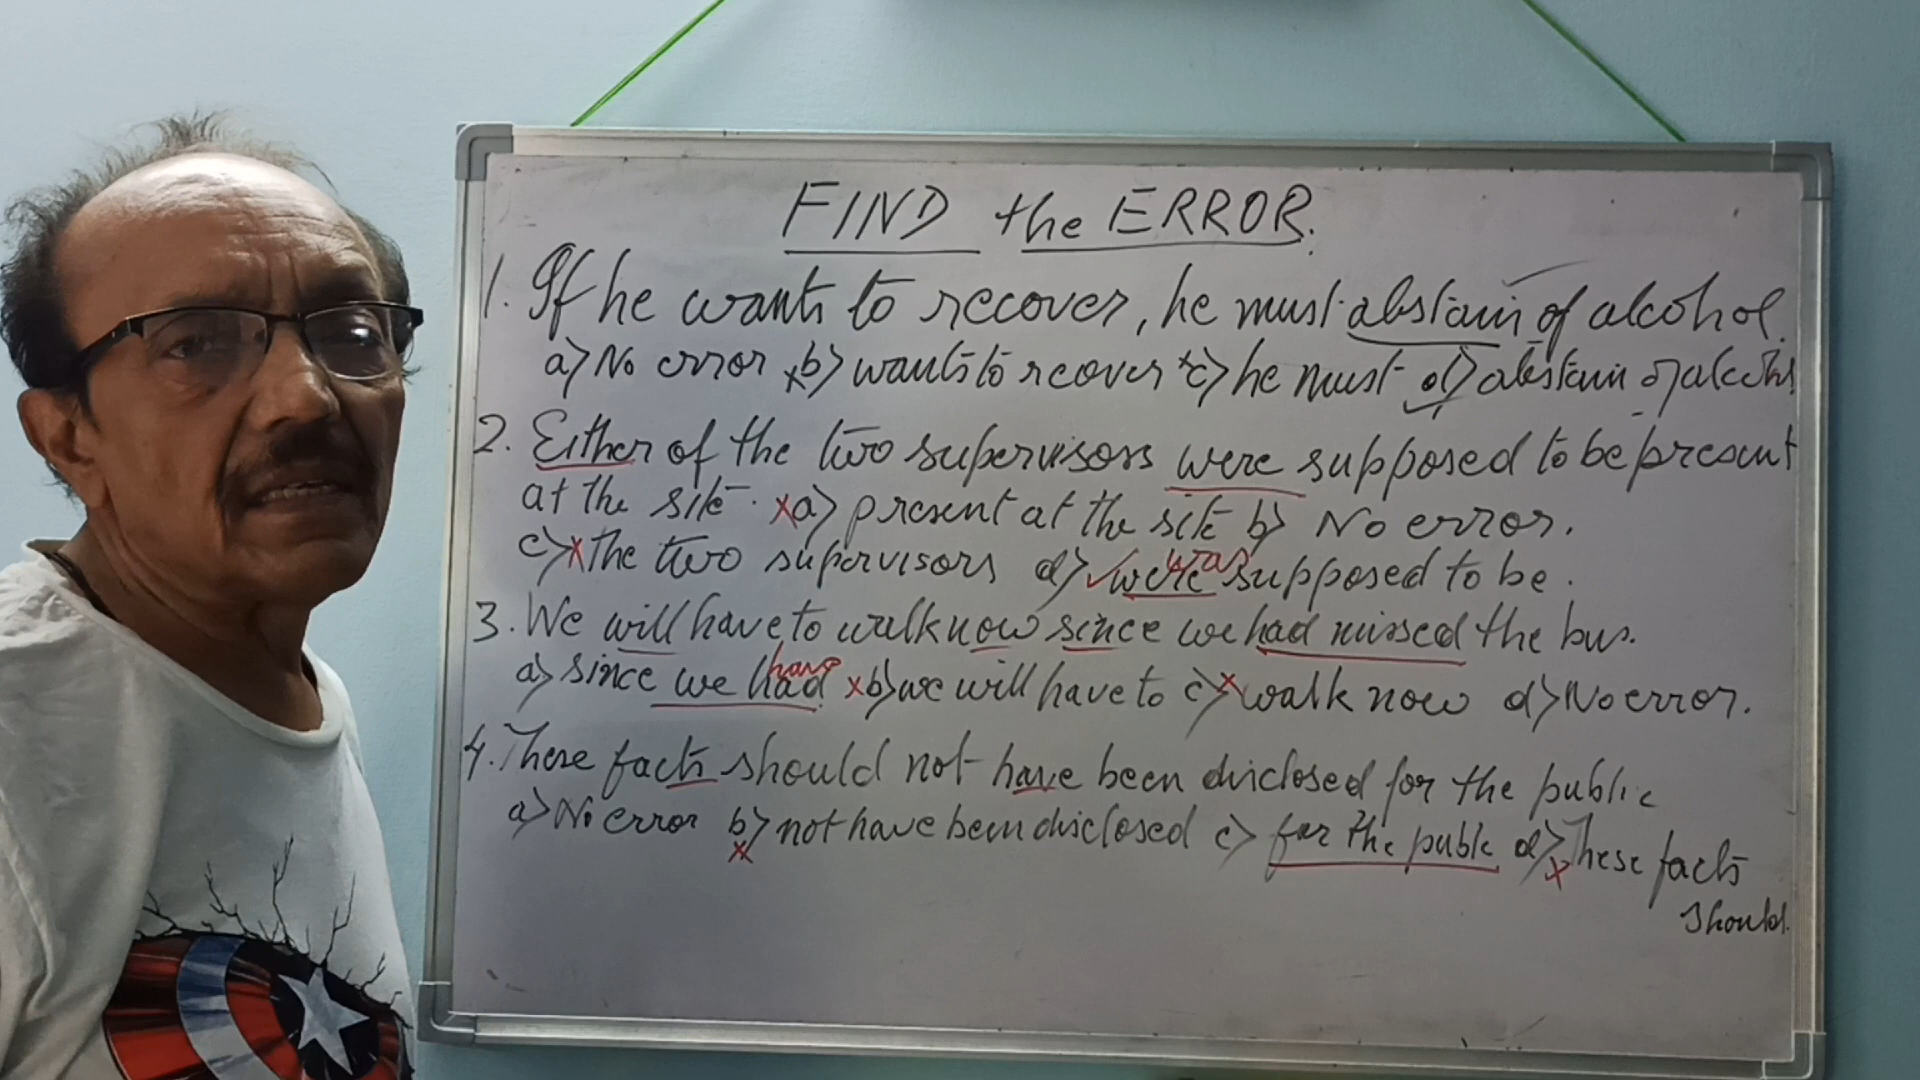 FIND the ERROR.
1. If he wants to recover, he must abstain of alcohol.
a) No error x b) wants to recover x c) he must d) abstain of alcohol
2. Either of the two supervisors were supposed to be present
at the site. x a) present at the site b) No error.
c) x the two supervisors d) ✓ were was supposed to be.
3. We will have to walk now since we had missed the bus.
a) since we had have x b) we will have to c) x walk now d) No error.
4. These facts should not have been disclosed for the public
a) No error b) x not have been disclosed c) for the public d) x These facts
should.